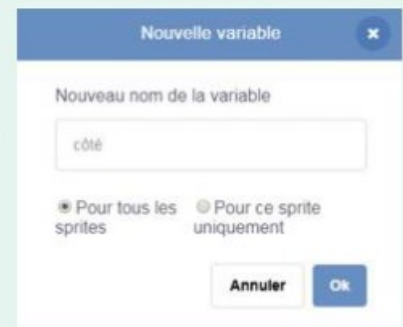 Nouvelle variable
Nouveau nom de la variable
côté
Pour tous les sprites
Pour ce sprite uniquement
Annuler
Ok